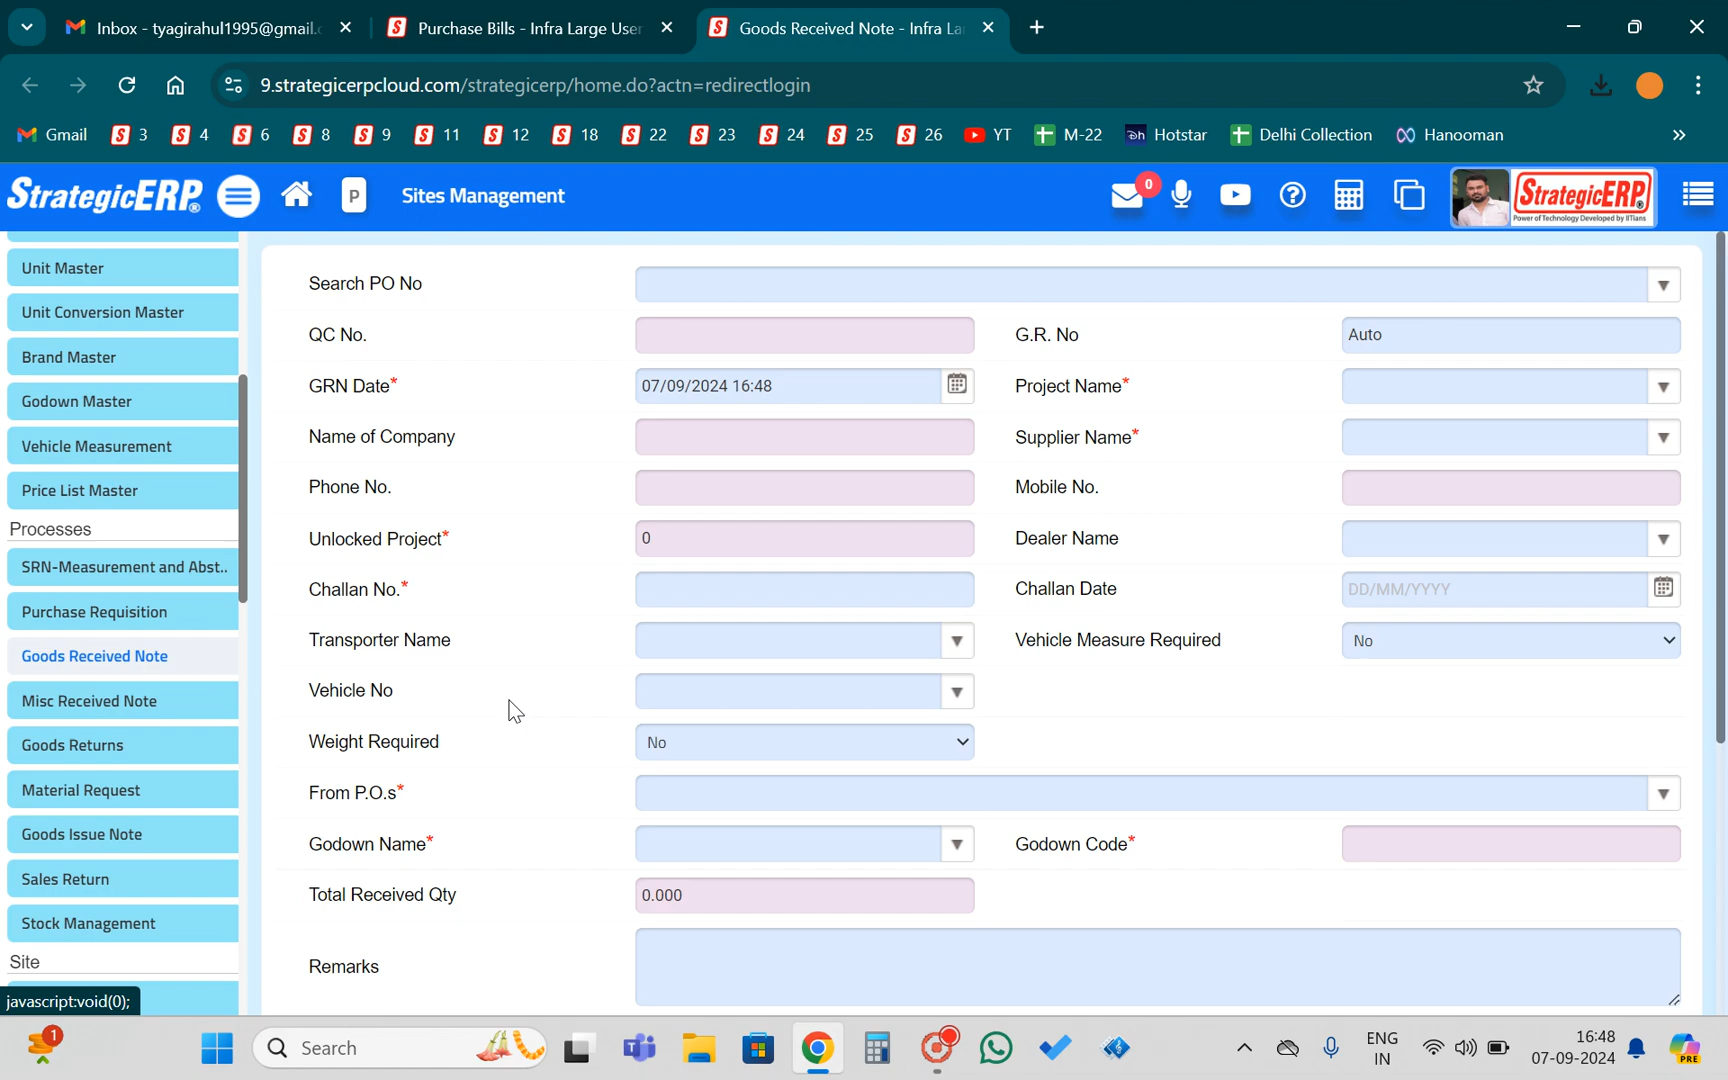 Inbox - tyagirahul1995@gmail.
Purchase Bills - Infra Large User
Goods Received Note - Infra La
9.strategicerpcloud.com/strategicerp/home.do?actn=redirectlogin
Gmail
3
4
6
8
9
11
12
18
22
23
24
25
26
YT
M-22
Hotstar
Delhi Collection
Hanooman
»
StrategicERP
P
Sites Management
0
StrategicERP
Power of Technology Developed by IITians
Unit Master
Unit Conversion Master
Brand Master
Godown Master
Vehicle Measurement
Price List Master
Processes
SRN-Measurement and Abst..
Purchase Requisition
Goods Received Note
Misc Received Note
Goods Returns
Material Request
Goods Issue Note
Sales Return
Stock Management
Site
javascript:void(0);
Search PO No
QC No.
G.R. No Auto
GRN Date* 07/09/2024 16:48
Project Name*
Name of Company
Supplier Name*
Phone No.
Mobile No.
Unlocked Project* 0
Dealer Name
Challan No.*
Challan Date DD/MM/YYYY
Transporter Name
Vehicle Measure Required No
Vehicle No
Weight Required No
From P.O.s*
Godown Name*
Godown Code*
Total Received Qty 0.000
Remarks
1
Search
ENG
IN
16:48
07-09-2024
PRE